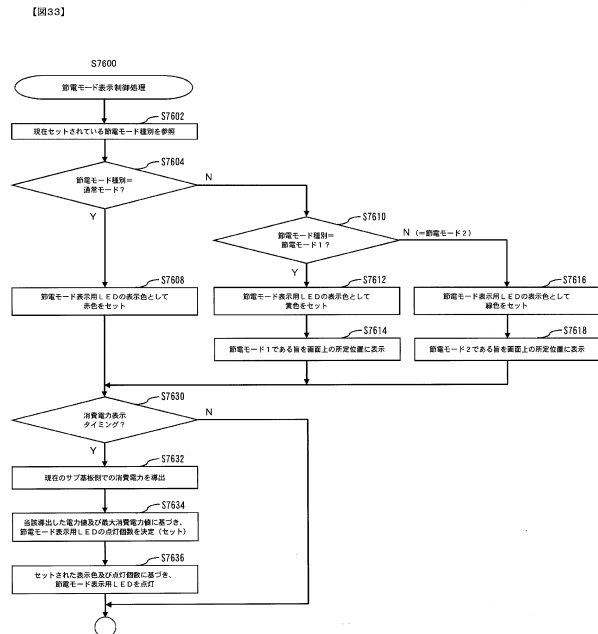 【図33】
S7600
節電モード表示制御処理
S7602
現在セットされている節電モード種別を参照
S7604
節電モード種別=
通常モード?
N
Y
S7610
節電モード種別=
節電モード1?
N (=節電モード2)
Y
S7608
節電モード表示用LEDの表示色として
赤色をセット
S7612
節電モード表示用LEDの表示色として
黄色をセット
S7616
節電モード表示用LEDの表示色として
緑色をセット
S7614
節電モード1である旨を画面上の所定位置に表示
S7618
節電モード2である旨を画面上の所定位置に表示
S7630
消費電力表示
タイミング?
N
Y
S7632
現在のサブ基板側での消費電力を導出
S7634
当該導出した電力値及び最大消費電力値に基づき、
節電モード表示用LEDの点灯個数を決定(セット)
S7636
セットされた表示色及び点灯個数に基づき、
節電モード表示用LEDを点灯